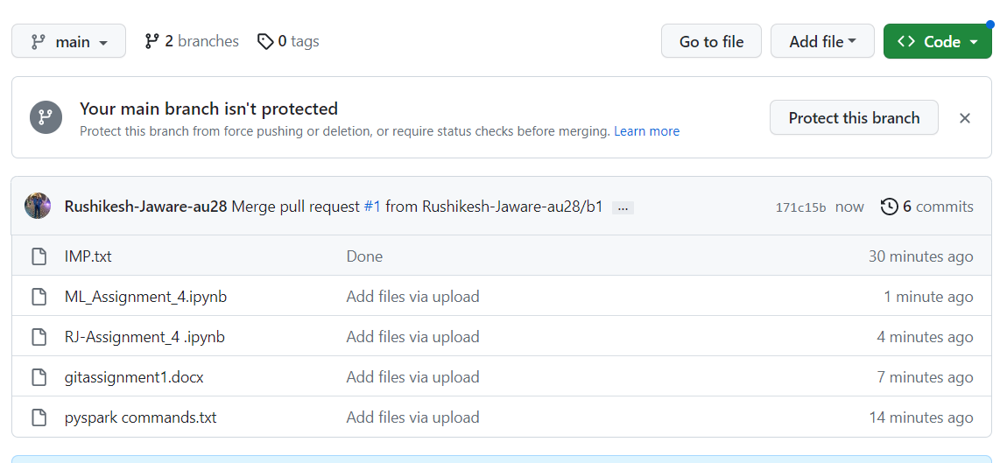 main 2 branches 0 tags Go to file Add file Code
Your main branch isn't protected
Protect this branch from force pushing or deletion, or require status checks before merging. Learn more Protect this branch
Rushikesh-Jaware-au28 Merge pull request #1 from Rushikesh-Jaware-au28/b1 ... 171c15b now 6 commits
IMP.txt Done 30 minutes ago
ML_Assignment_4.ipynb Add files via upload 1 minute ago
RJ-Assignment_4 .ipynb Add files via upload 4 minutes ago
gitassignment1.docx Add files via upload 7 minutes ago
pyspark commands.txt Add files via upload 14 minutes ago